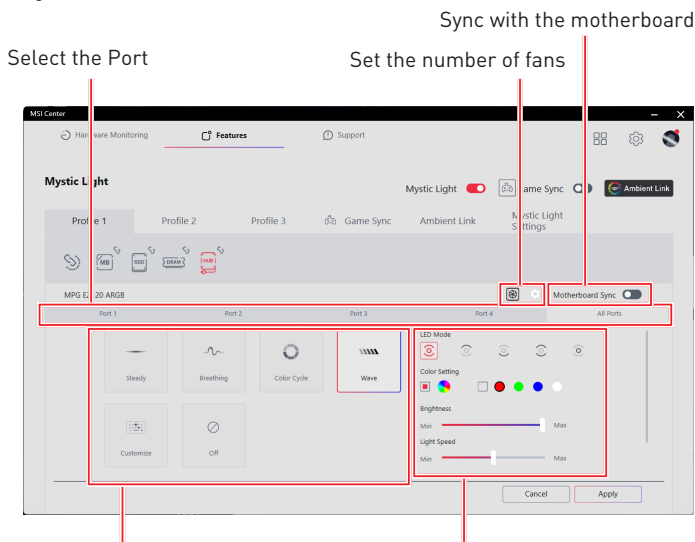 Sync with the motherboard
Select the Port
Set the number of fans
MSI Center
Hardware Monitoring
Features
Support
Mystic Light
Mystic Light
Game Sync
Ambient Link
Profile 1
Profile 2
Profile 3
Game Sync
Ambient Link
Mystic Light
Settings
MB
SSD
DRAM
HUB
Motherboard Sync
Port 1
Port 2
Port 3
Port 4
All Ports
Steady
Breathing
Color Cycle
Wave
Customize
Off
LED Mode
Color Setting
Brightness
Min
Max
Light Speed
Min
Max
Cancel
Apply